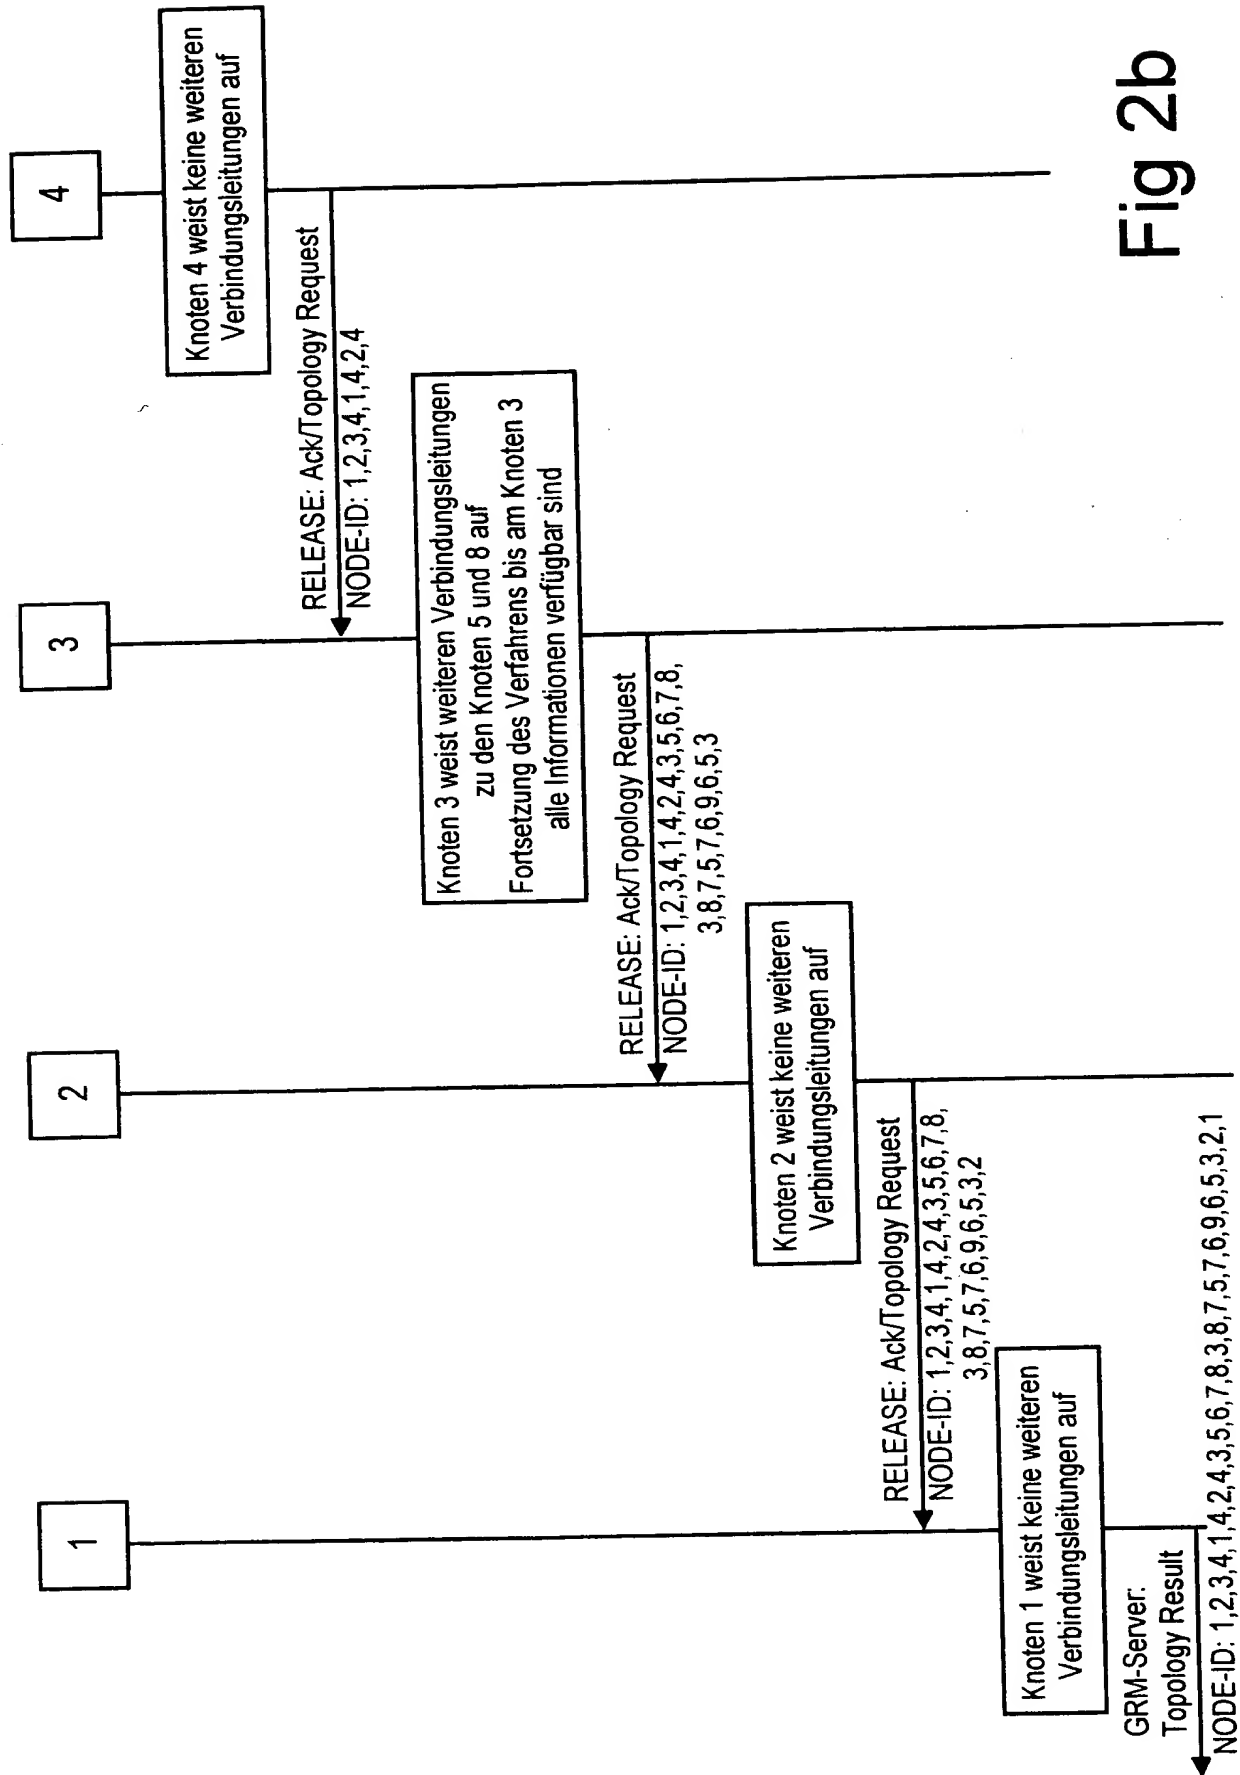 1
2
3
4
Knoten 4 weist keine weiteren
Verbindungsleitungen auf
RELEASE: Ack/Topology Request
NODE-ID: 1,2,3,4,1,4,2,4
Knoten 3 weist weiteren Verbindungsleitungen
zu den Knoten 5 und 8 auf
Fortsetzung des Verfahrens bis am Knoten 3
alle Informationen verfügbar sind
RELEASE: Ack/Topology Request
NODE-ID: 1,2,3,4,1,4,2,4,3,5,6,7,8,
3,8,7,5,7,6,9,6,5,3
Knoten 2 weist keine weiteren
Verbindungsleitungen auf
RELEASE: Ack/Topology Request
NODE-ID: 1,2,3,4,1,4,2,4,3,5,6,7,8,
3,8,7,5,7,6,9,6,5,3,2
Knoten 1 weist keine weiteren
Verbindungsleitungen auf
GRM-Server:
Topology Result
NODE-ID: 1,2,3,4,1,4,2,4,3,5,6,7,8,3,8,7,5,7,6,9,6,5,3,2,1
Fig 2b